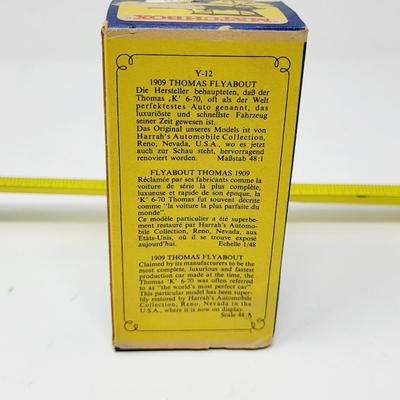 MATCHBOX
Y-12
1909 THOMAS FLYABOUT
Die Hersteller behaupteten, daß der
Thomas ‚K' 6-70, oft als der Welt
perfektestes Auto genannt, das
luxuriöste und schnellste Fahrzeug
seiner Zeit gewesen ist.
Das Original unseres Models ist von
Harrah's Automobile Collection,
Reno, Nevada, U.S.A., wo es jetzt
auch zur Schau steht, hervorragend
renoviert worden. Maßstab 48:1
FLYABOUT THOMAS 1909
Réclamée par ses fabricants comme la
voiture de série la plus complète,
luxueuse et rapide de son époque, la
'K' 6-70 Thomas fut souvent décrite
comme "la voiture la plus parfaite du
monde".
Ce modèle particulier a été superbe-
ment restauré par Harrah's Automo-
bile Collection, Reno, Nevada, aux
Etats-Unis, où il se trouve exposé
aujourd'hui. Echelle 1/48
1909 THOMAS FLYABOUT
Claimed by its manufacturers to be the
most complete, luxurious and fastest
production car made at the time, the
Thomas 'K' 6-70 was often referred
to as "the world's most perfect car".
This particular model has been super-
bly restored by Harrah's Automobile
Collection, Reno, Nevada in the
U.S.A., where it is now on display.
Scale